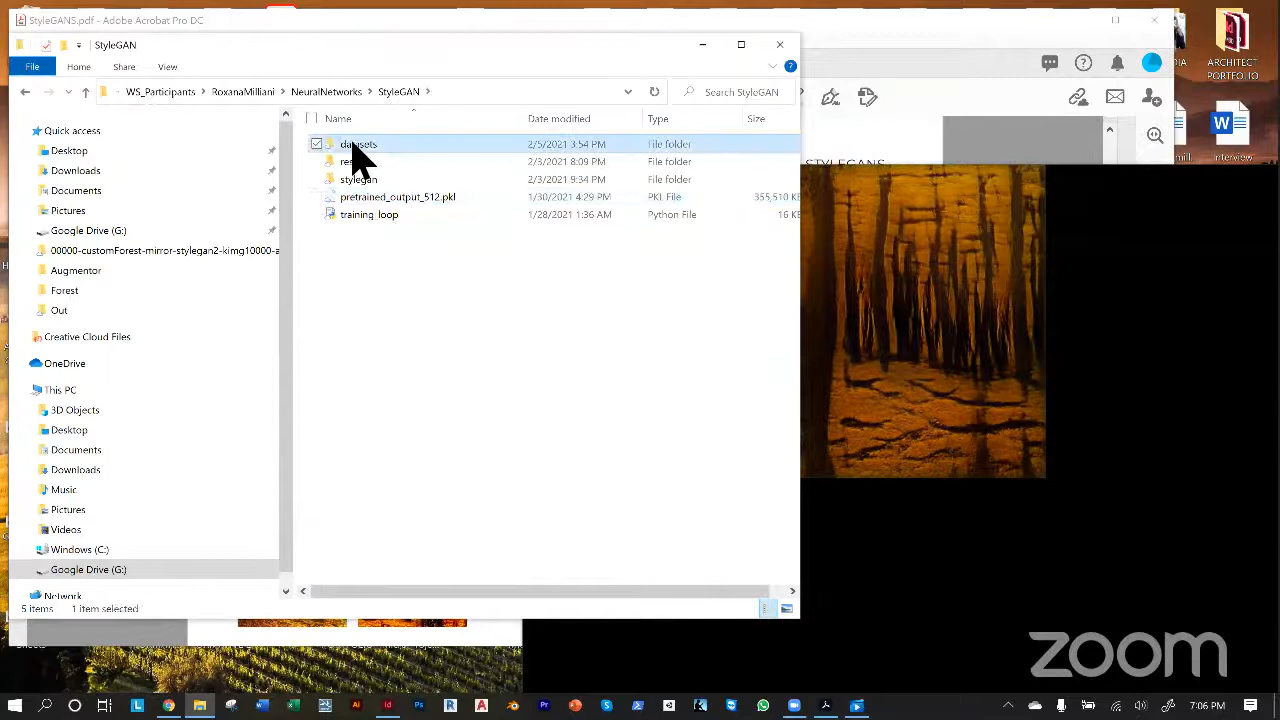 StyleGANS.pdf - Adobe Acrobat Pro DC
StyleGAN
File Home Share View
WS_Participants RoxanaMilliani NeuralNetworks StyleGAN
Search StyleGAN
Name Date modified Type Size
datasets 2/5/2021 3:54 PM File folder
2/3/2021 8:09 PM File folder
stylegan 2/3/2021 9:34 PM File folder
pretrained_output_512.pkl 1/30/2021 4:29 PM PKL File 355,510 KB
training_loop 1/28/2021 1:36 AM Python File 16 KB
Quick access
Desktop
Downloads
Documents
Pictures
Google Drive (G:)
00000-customForest-mirror-stylegan2-kimg10000-a
Augmentor
Forest
Out
Creative Cloud Files
OneDrive
This PC
3D Objects
Desktop
Documents
Downloads
Music
Pictures
Videos
Windows (C:)
Google Drive (G:)
Network
5 items 1 item selected
STYLEGANS
ARCHITECT
PORTFOLIO
interview
zoom
7:06 PM